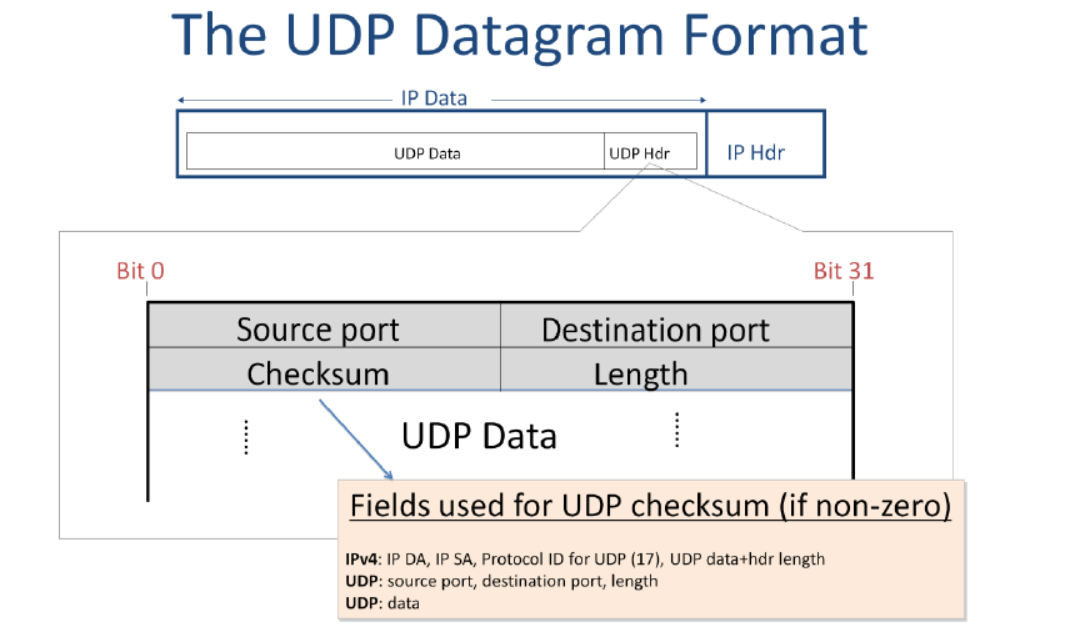 The UDP Datagram Format
IP Data
UDP Data
UDP Hdr
IP Hdr
Bit 0
Bit 31
Source port
Destination port
Checksum
Length
UDP Data
Fields used for UDP checksum (if non-zero)
IPv4: IP DA, IP SA, Protocol ID for UDP (17), UDP data+hdr length
UDP: source port, destination port, length
UDP: data